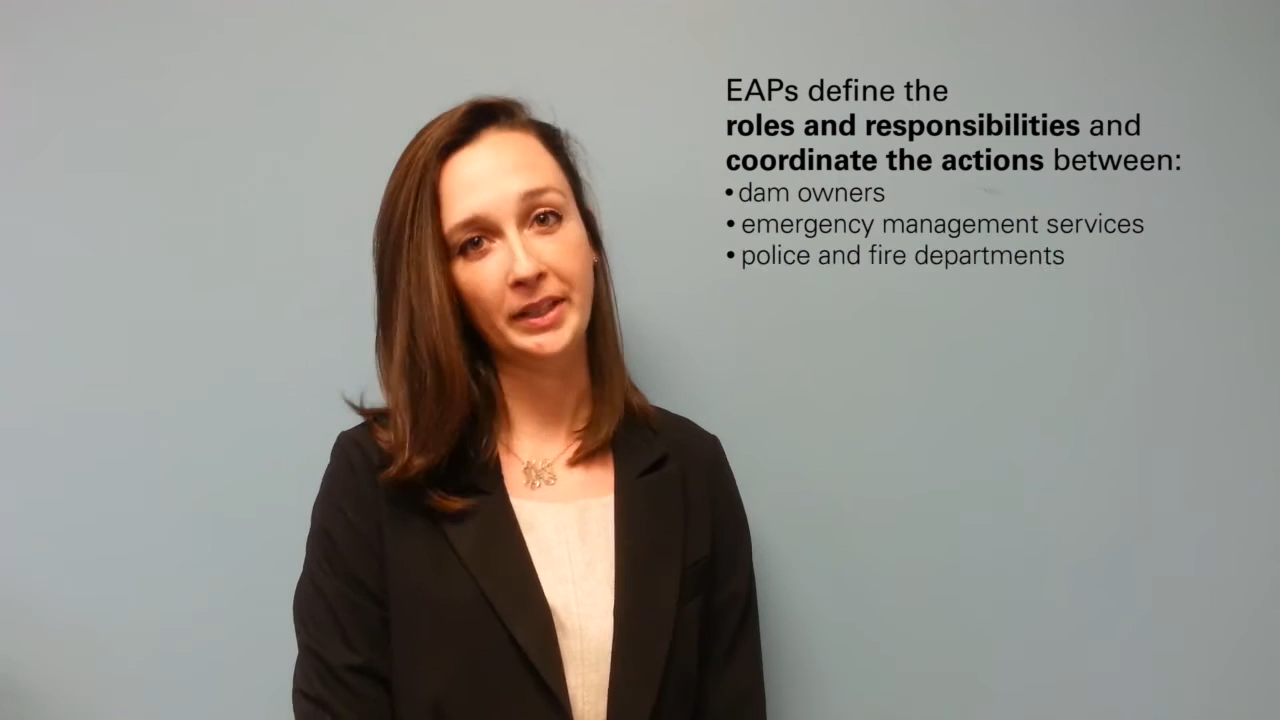 EAPs define the
roles and responsibilities and
coordinate the actions between:
• dam owners
• emergency management services
• police and fire departments